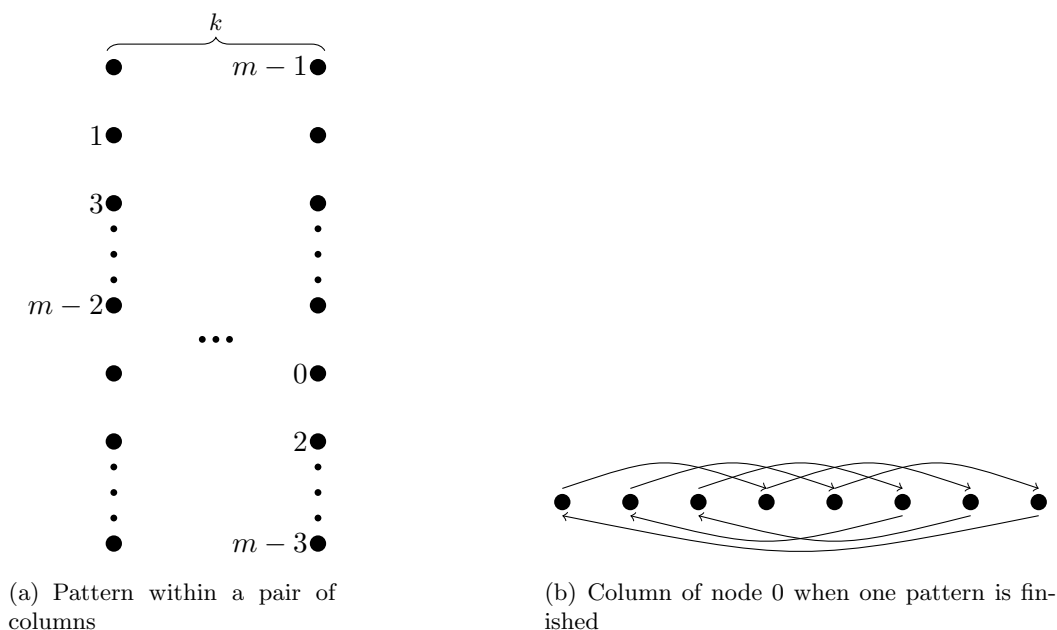 k
m − 1
1
3
m − 2
0
2
m − 3
(a) Pattern within a pair of
columns
(b) Column of node 0 when one pattern is fin-
ished